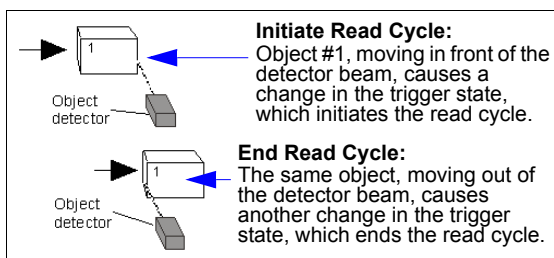 Initiate Read Cycle:
1
Object #1, moving in front of the
detector beam, causes a
change in the trigger state,
which initiates the read cycle.
Object
detector
End Read Cycle:
1
The same object, moving out of
the detector beam, causes
another change in the trigger
state, which ends the read cycle.
Object
detector